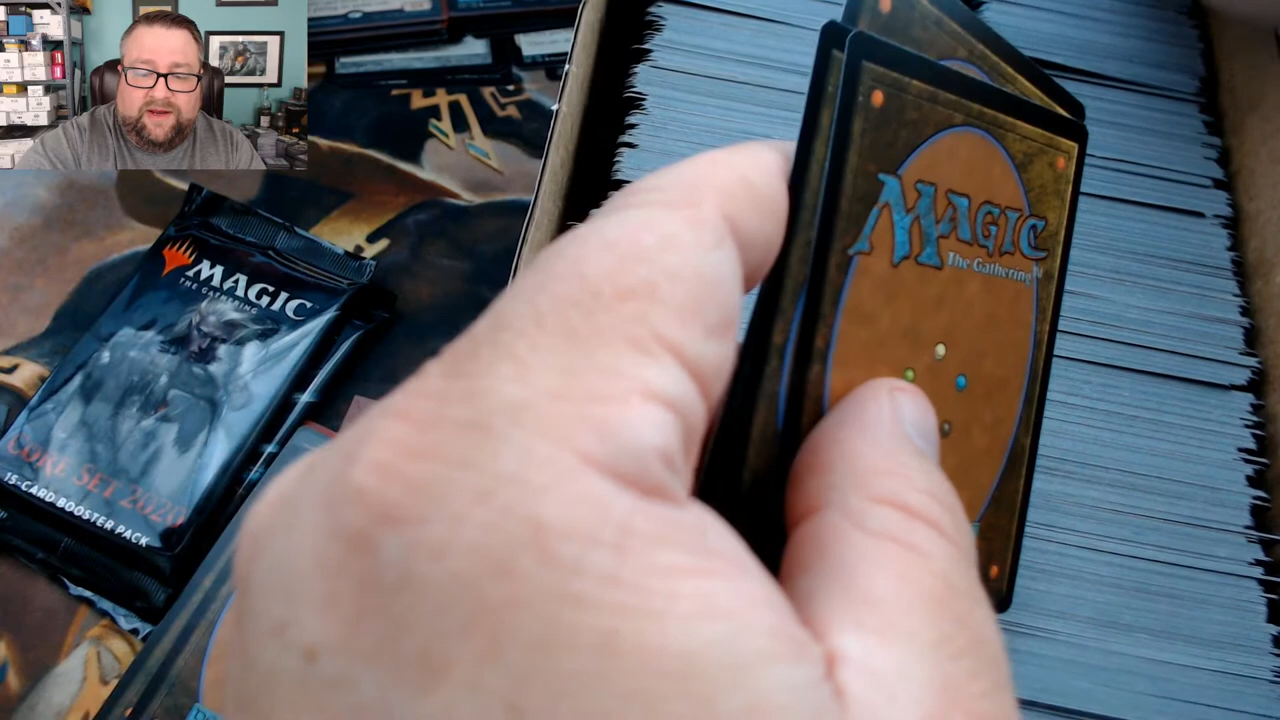 MAGIC
THE GATHERING
CORE SET 2020
15-CARD BOOSTER PACK
MAGIC
The Gathering